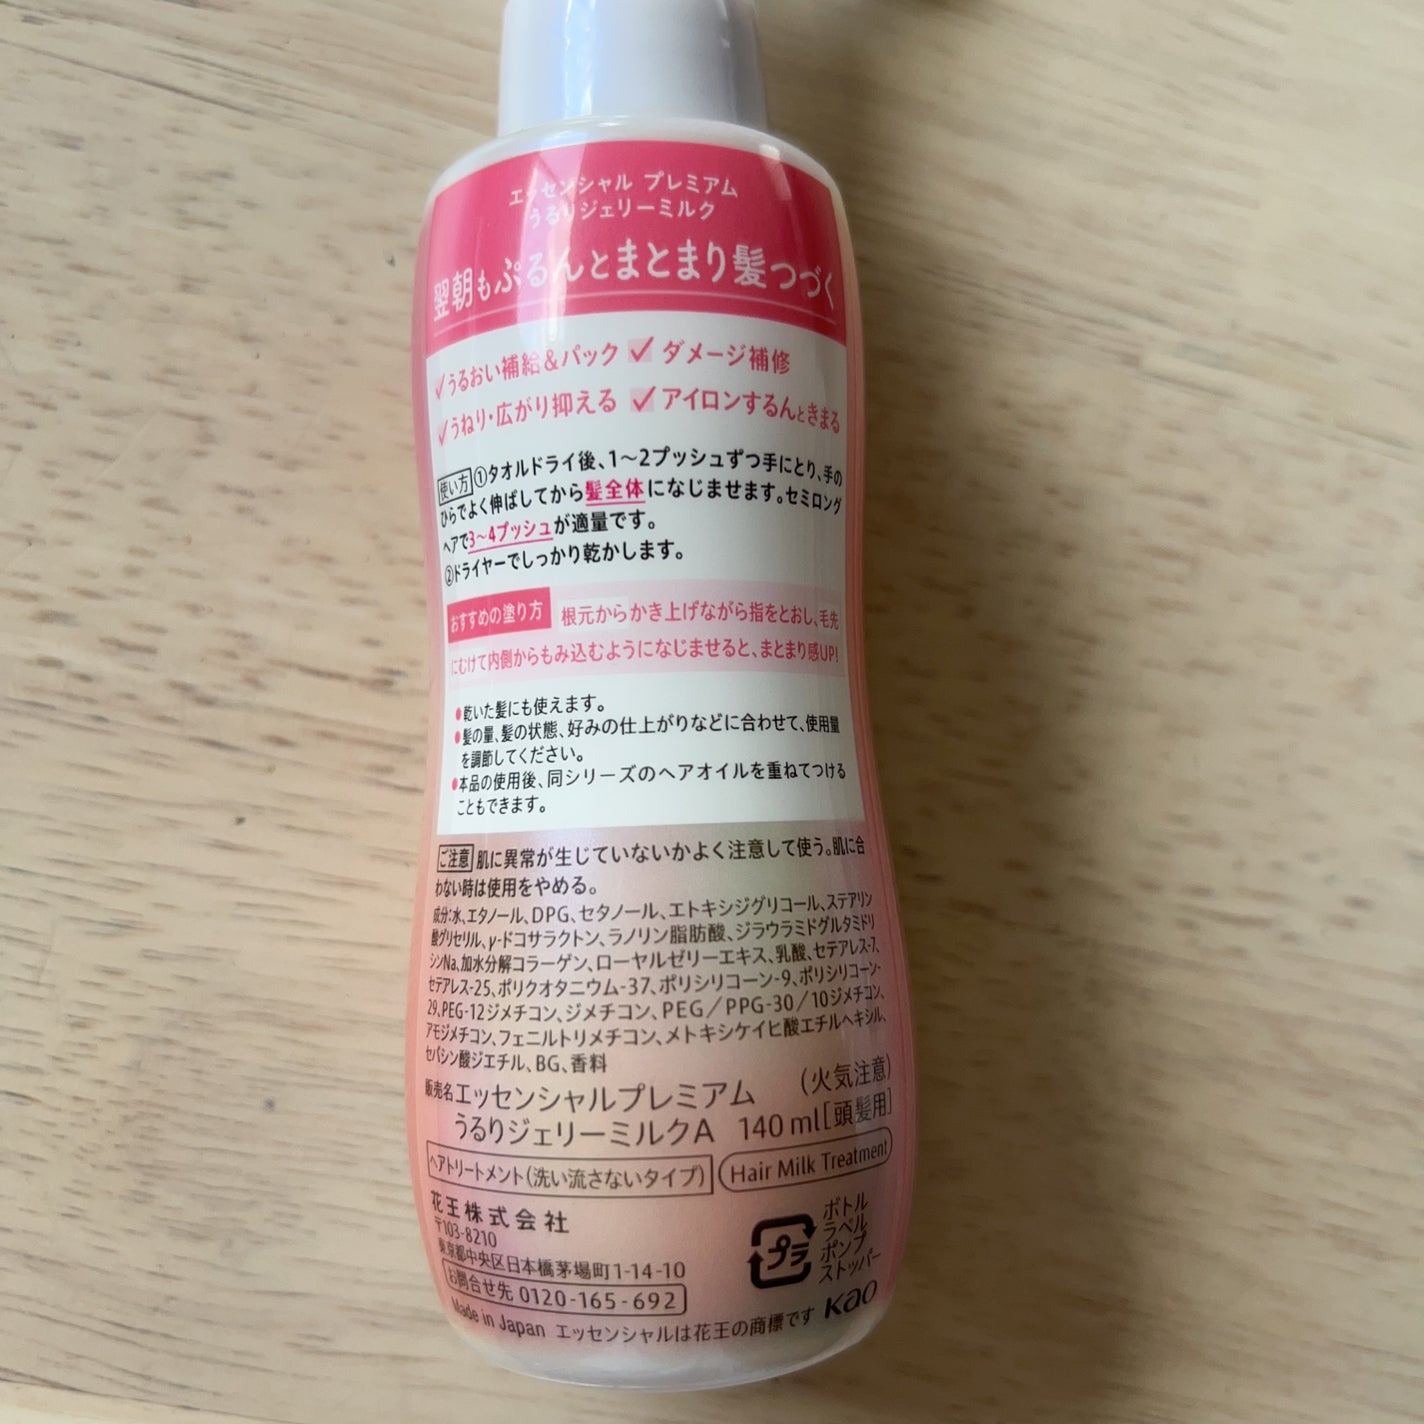 エッセンシャル プレミアム
うるりジェリーミルク
翌朝もぷるんとまとまり髪つづく
✓うるおい補給&パック ✓ダメージ補修
✓うねり・広がり抑える ✓アイロンするんときまる
使い方 ①タオルドライ後、1〜2プッシュずつ手にとり、手の
ひらでよく伸ばしてから髪全体になじませます。セミロング
ヘアで3〜4プッシュが適量です。
②ドライヤーでしっかり乾かします。
おすすめの塗り方 根元からかき上げながら指をとおし、毛先
にむけて内側からもみ込むようになじませると、まとまり感UP!
●乾いた髪にも使えます。
●髪の量、髪の状態、好みの仕上がりなどに合わせて、使用量
を調節してください。
●本品の使用後、同シリーズのヘアオイルを重ねてつける
こともできます。
ご注意 肌に異常が生じていないかよく注意して使う。肌に合
わない時は使用をやめる。
成分:水、エタノール、DPG、セタノール、エトキシジグリコール、ステアリン
酸グリセリル、γ-ドコサラクトン、ラノリン脂肪酸、ジラウラミドグルタミドリ
シンNa、加水分解コラーゲン、ローヤルゼリーエキス、乳酸、セテアレス-7、
セテアレス-25、ポリクオタニウム-37、ポリシリコーン-9、ポリシリコーン-
29、PEG-12ジメチコン、ジメチコン、PEG/PPG-30/10ジメチコン、
アモジメチコン、フェニルトリメチコン、メトキシケイヒ酸エチルヘキシル、
セバシン酸ジエチル、BG、香料
販売名エッセンシャルプレミアム (火気注意)
うるりジェリーミルクA 140ml[頭髪用]
ヘアトリートメント(洗い流さないタイプ) Hair Milk Treatment
花王株式会社
〒103-8210
東京都中央区日本橋茅場町1-14-10
お問合せ先 0120-165-692
プラ
ボトル
ラベル
ポンプ
ストッパー
Made in Japan エッセンシャルは花王の商標です Kao